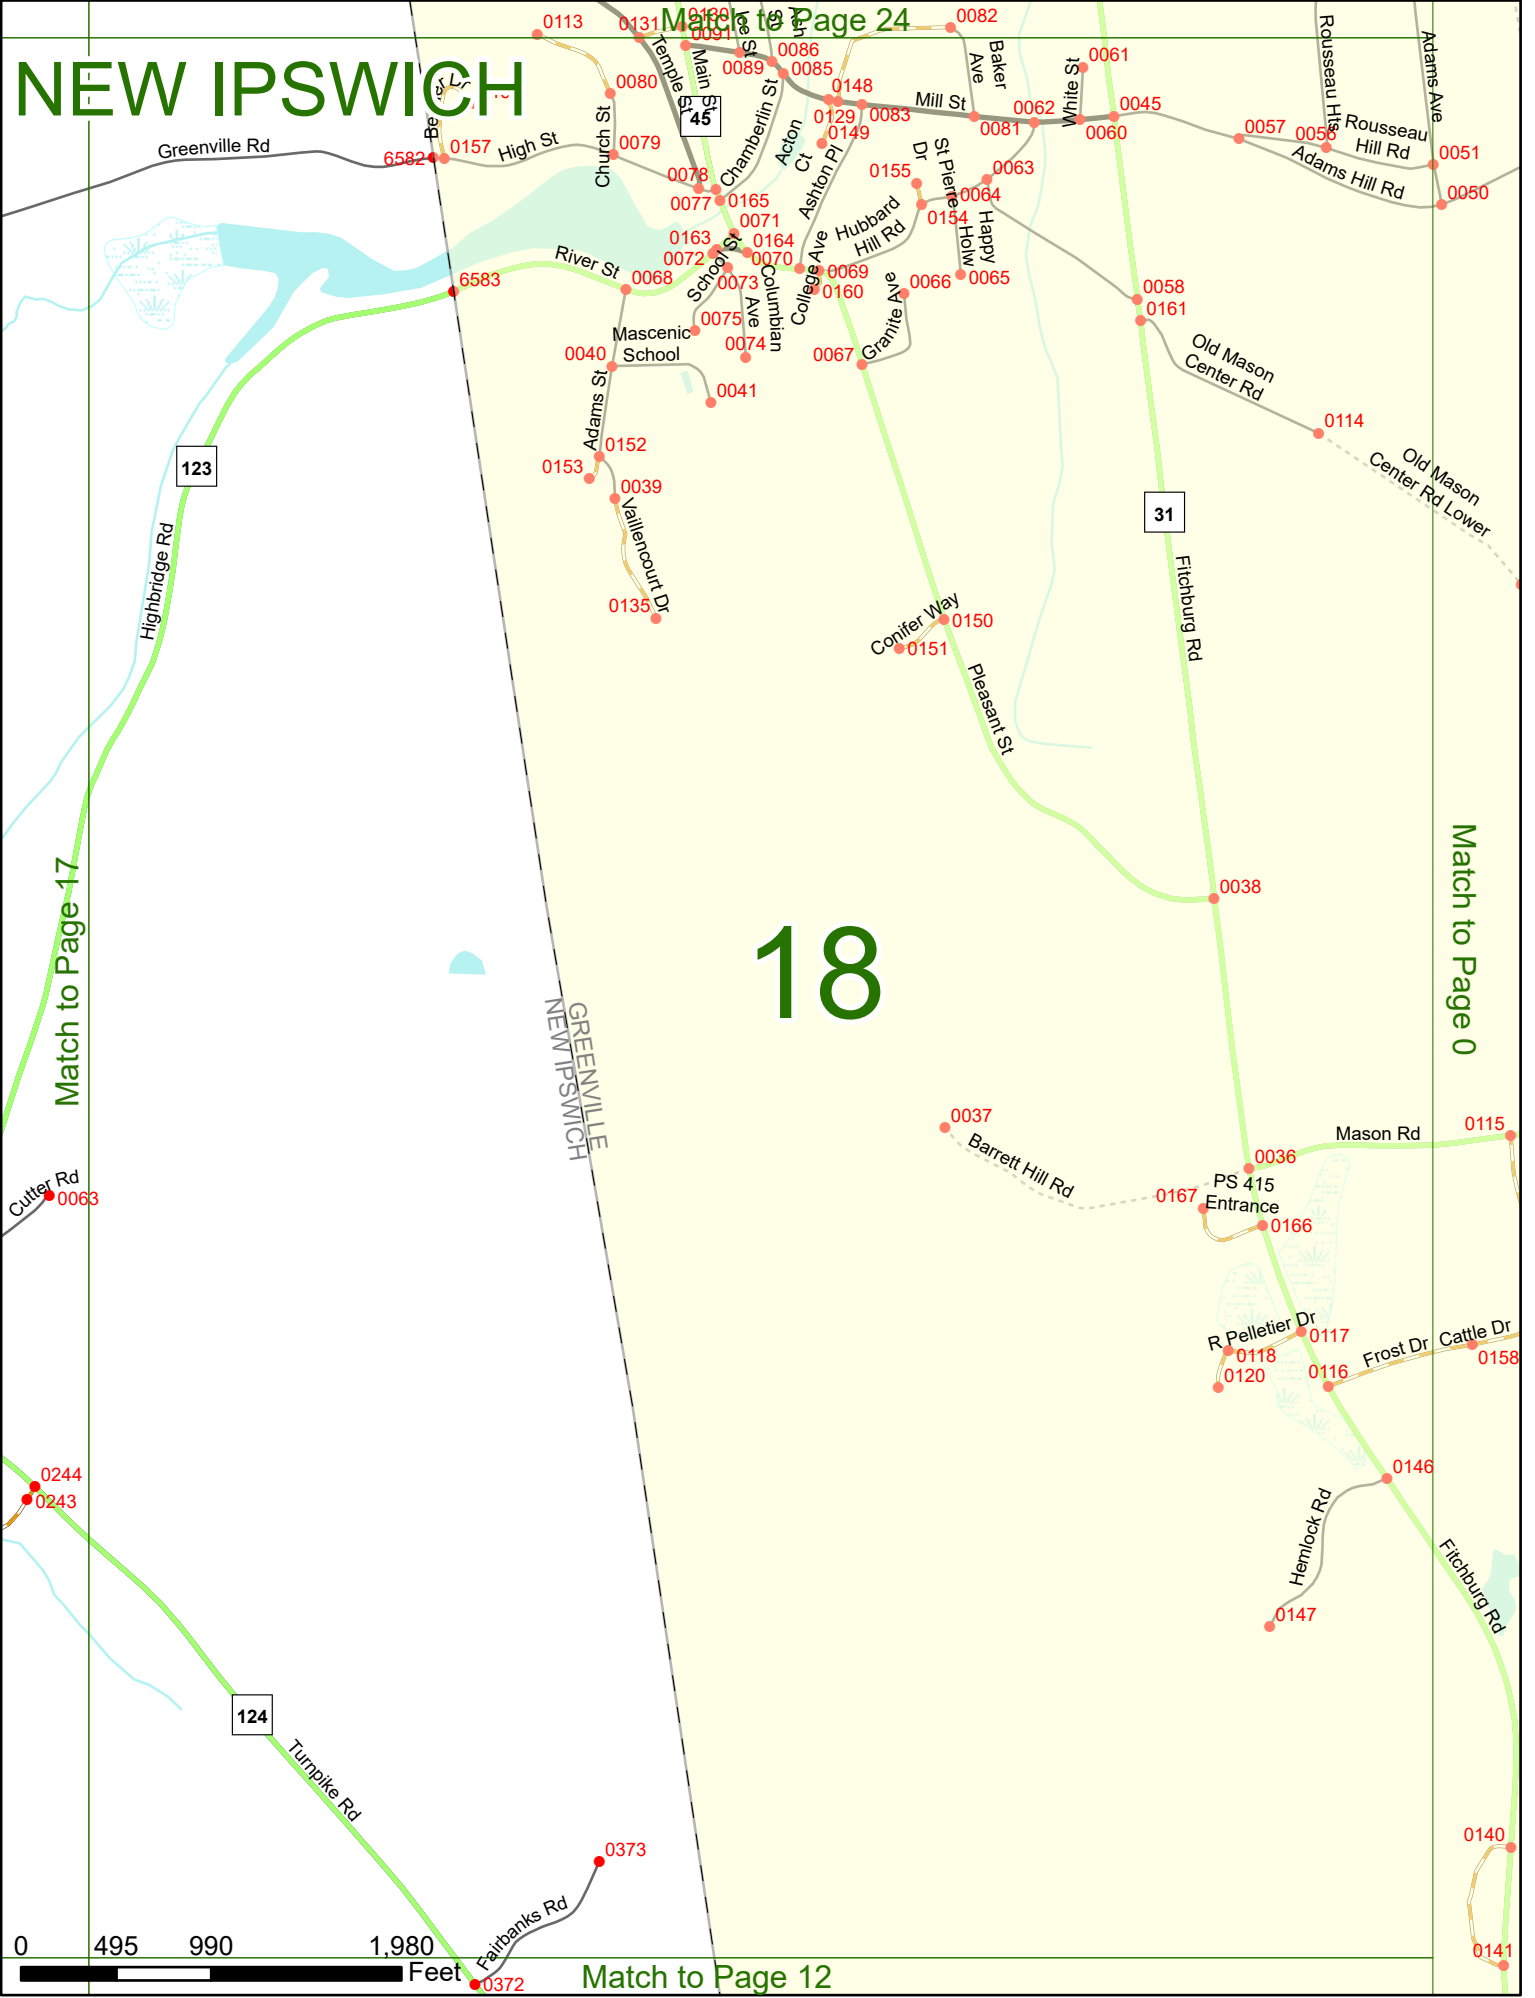 Match to Page 24
NEW IPSWICH
0113
0131
0130
0091
Ice St
St
Ash
0082
Baker
Ave
0061
White St
Rousseau Hts
Adams Ave
Temple St
Main St
45
0089
0086
0085
0080
0148
0129
0083
0149
Mill St
0081
0062
0060
0045
0057
Rousseau
Hill Rd
Adams Hill Rd
0051
0050
Greenville Rd
6582
0157
High St
Church St
0079
0078
0077
0165
Chamberlin St
Acton
Ct
Ashton Pl
0155
Dr
St Pierre
0063
0064
0154
Happy
Holw
0065
Hubbard
Hill Rd
0071
0163
0072
School St
0164
0070
0073
Columbian
Ave
College Ave
0069
0160
Granite Ave
0066
River St
0068
6583
0058
0161
Old Mason
Center Rd
0114
Old Mason
Center Rd Lower
0075
Mascenic
School
0074
0067
0040
0041
Adams St
0152
0153
0039
Vaillencourt Dr
0135
123
Highbridge Rd
31
Fitchburg Rd
Conifer Way
0150
0151
Pleasant St
0038
Match to Page 17
Match to Page 0
18
GREENVILLE
NEW IPSWICH
0037
Barrett Hill Rd
Mason Rd
0115
0036
PS 415
Entrance
0167
0166
Cutter Rd
0063
R Pelletier Dr
0117
0118
0120
0116
Frost Dr
Cattle Dr
0158
0146
Hemlock Rd
0147
Fitchburg Rd
0244
0243
124
Turnpike Rd
0373
Fairbanks Rd
0372
0140
0141
0
495
990
1,980
Feet
Match to Page 12